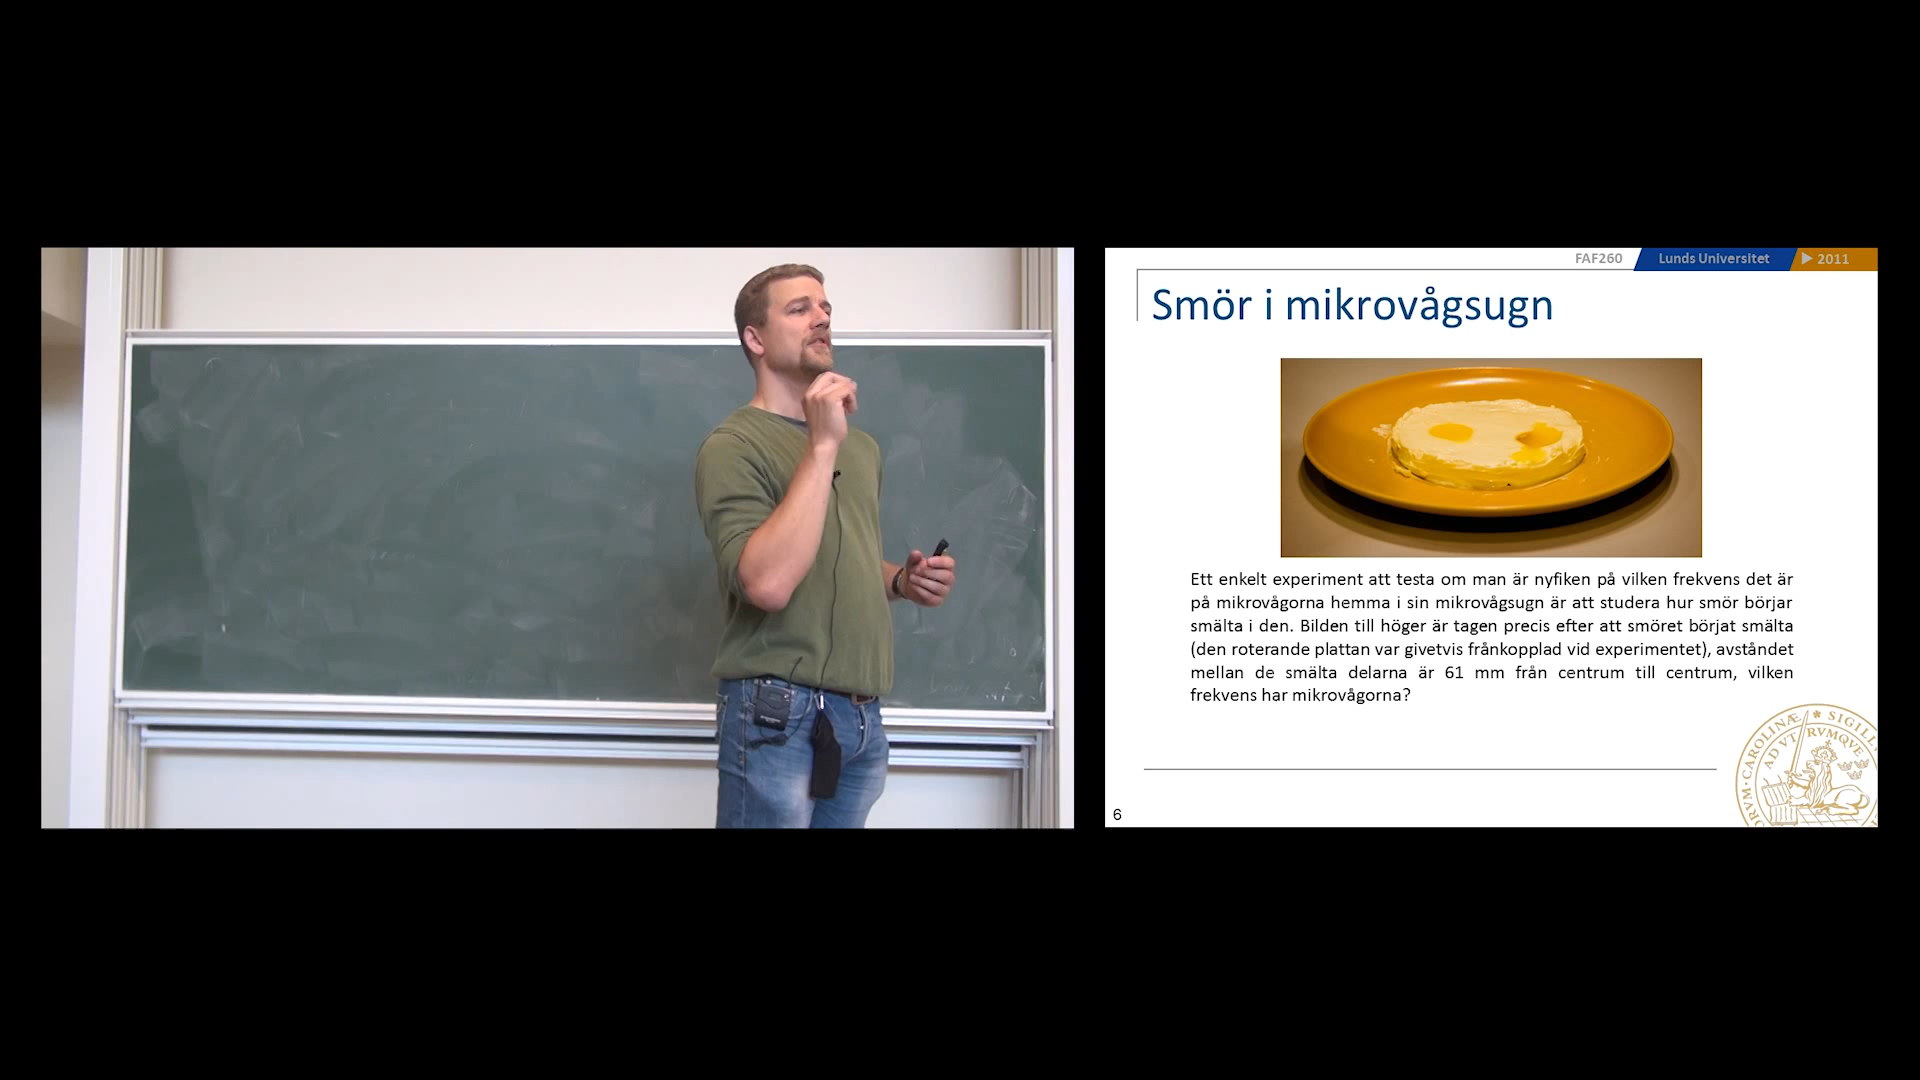 FAF260
Lunds Universitet
2011
Smör i mikrovågsugn
Ett enkelt experiment att testa om man är nyfiken på vilken frekvens det är
på mikrovågorna hemma i sin mikrovågsugn är att studera hur smör börjar
smälta i den. Bilden till höger är tagen precis efter att smöret börjat smälta
(den roterande plattan var givetvis frånkopplad vid experimentet), avståndet
mellan de smälta delarna är 61 mm från centrum till centrum, vilken
frekvens har mikrovågorna?
CAROLINÆ * SIGILL
AD VT RVMQVE
6